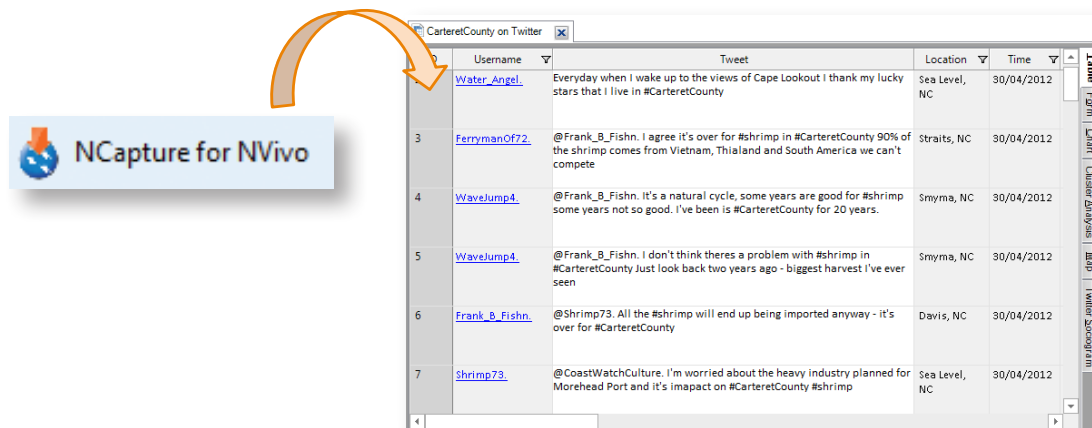 CarteretCounty on Twitter
Username
Tweet
Location
Time
Water_Angel.
Everyday when I wake up to the views of Cape Lookout I thank my lucky
stars that I live in #CarteretCounty
Sea Level,
NC
30/04/2012
NCapture for NVivo
3
FerrymanOf72.
@Frank_B_Fishn. I agree it's over for #shrimp in #CarteretCounty 90% of
the shrimp comes from Vietnam, Thialand and South America we can't
compete
Straits, NC
30/04/2012
4
WaveJump4.
@Frank_B_Fishn. It's a natural cycle, some years are good for #shrimp
some years not so good. I've been is #CarteretCounty for 20 years.
Smyrna, NC
30/04/2012
5
WaveJump4.
@Frank_B_Fishn. I don't think theres a problem with #shrimp in
#CarteretCounty Just look back two years ago - biggest harvest I've ever
seen
Smyrna, NC
30/04/2012
6
Frank_B_Fishn.
@Shrimp73. All the #shrimp will end up being imported anyway - it's
over for #CarteretCounty
Davis, NC
30/04/2012
7
Shrimp73.
@CoastWatchCulture. I'm worried about the heavy industry planned for
Morehead Port and it's imapact on #CarteretCounty #shrimp
Sea Level,
NC
30/04/2012
Table
Form
Chart
Cluster Analysis
Map
Twitter Sociogram